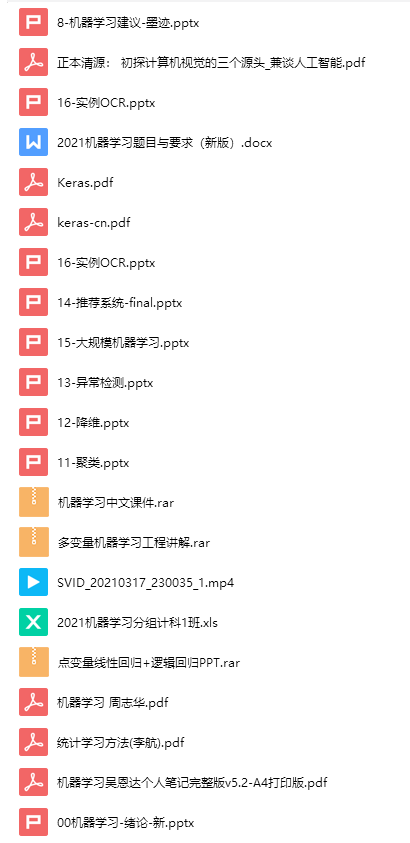 8-机器学习建议-墨迹.pptx
正本清源： 初探计算机视觉的三个源头_兼谈人工智能.pdf
16-实例OCR.pptx
2021机器学习题目与要求（新版）.docx
Keras.pdf
keras-cn.pdf
16-实例OCR.pptx
14-推荐系统-final.pptx
15-大规模机器学习.pptx
13-异常检测.pptx
12-降维.pptx
11-聚类.pptx
机器学习中文课件.rar
多变量机器学习工程讲解.rar
SVID_20210317_230035_1.mp4
2021机器学习分组计科1班.xls
点变量线性回归+逻辑回归PPT.rar
机器学习 周志华.pdf
统计学习方法(李航).pdf
机器学习吴恩达个人笔记完整版v5.2-A4打印版.pdf
00机器学习-绪论-新.pptx